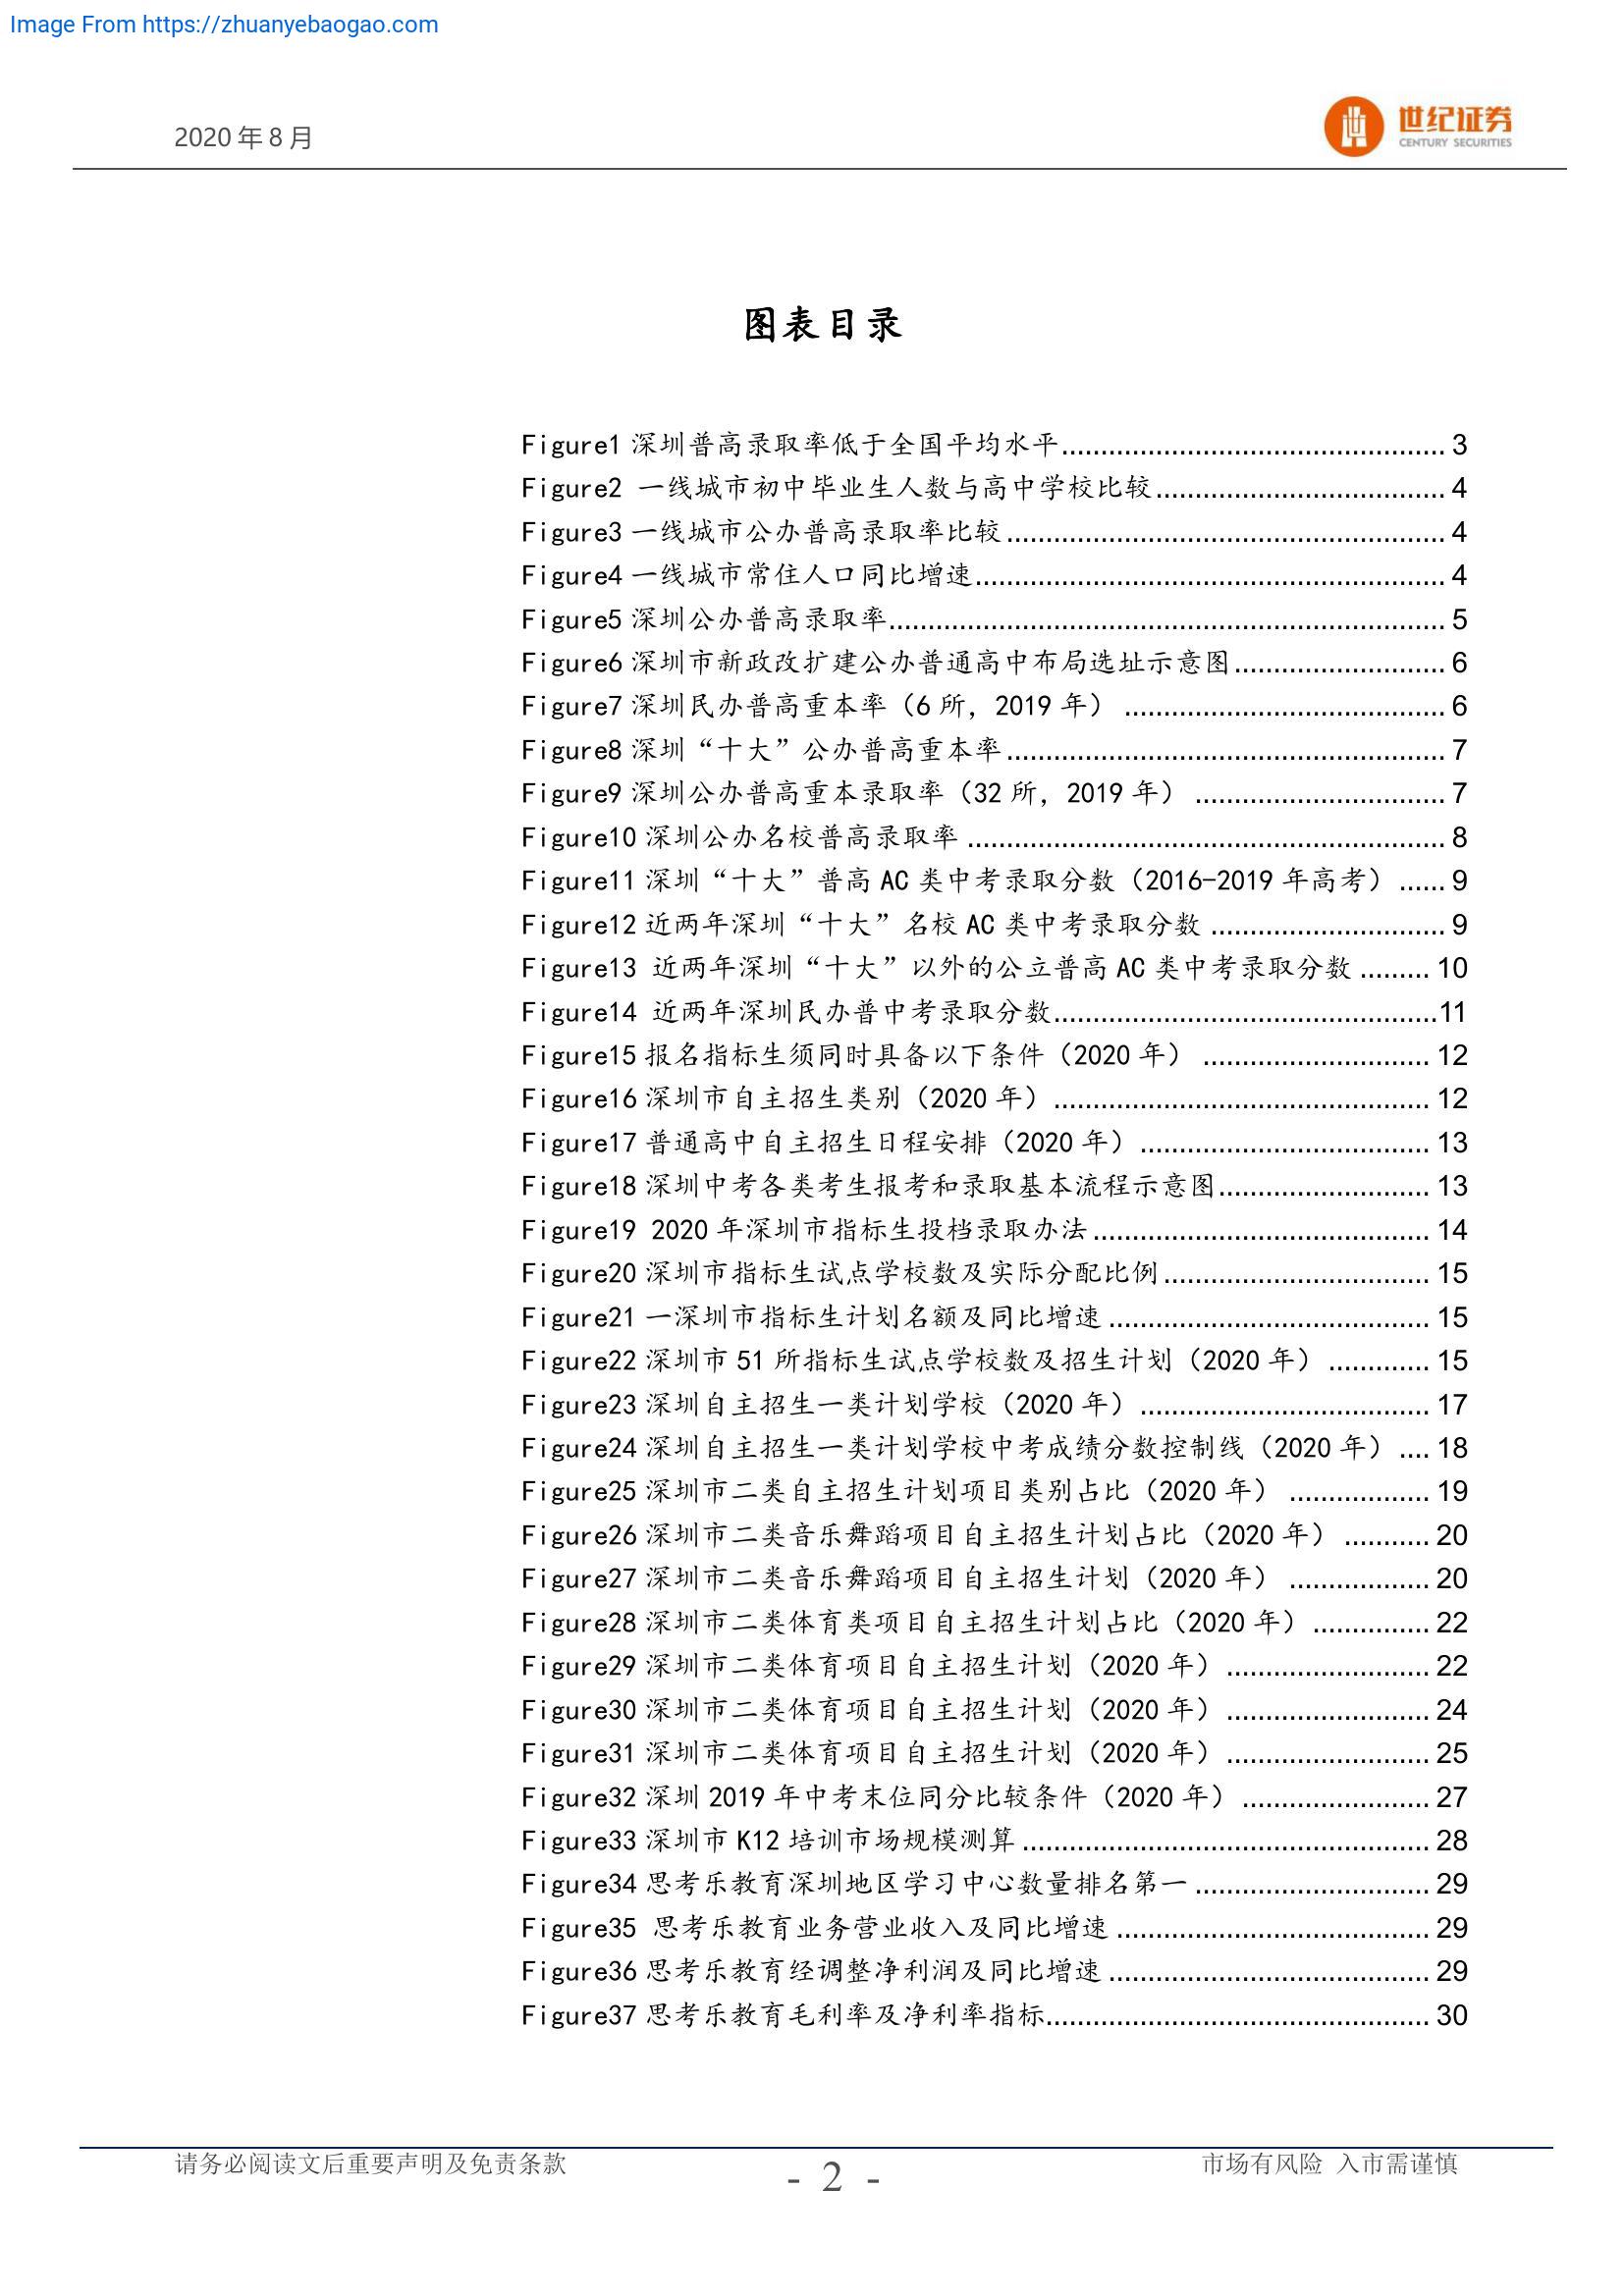 Image From https://zhuanyebaogao.com
2020年8月
世纪证券
CENTURY SECURITIES
图表目录
Figure1 深圳普高录取率低于全国平均水平................................................. 3
Figure2 一线城市初中毕业生人数与高中学校比较..................................... 4
Figure3 一线城市公办普高录取率比较........................................................ 4
Figure4 一线城市常住人口同比增速............................................................ 4
Figure5 深圳公办普高录取率....................................................................... 5
Figure6 深圳市新政改扩建公办普通高中布局选址示意图........................... 6
Figure7 深圳民办普高重本率（6 所，2019 年） ......................................... 6
Figure8 深圳“十大”公办普高重本率........................................................ 7
Figure9 深圳公办普高重本录取率（32 所，2019 年） ................................ 7
Figure10 深圳公办名校普高录取率 ............................................................. 8
Figure11 深圳“十大”普高 AC 类中考录取分数（2016-2019 年高考） ...... 9
Figure12 近两年深圳“十大”名校 AC 类中考录取分数 .............................. 9
Figure13 近两年深圳“十大”以外的公立普高 AC 类中考录取分数 ......... 10
Figure14 近两年深圳民办普中考录取分数.................................................11
Figure15 报名指标生须同时具备以下条件（2020 年） ............................. 12
Figure16 深圳市自主招生类别（2020 年）................................................ 12
Figure17 普通高中自主招生日程安排（2020 年）..................................... 13
Figure18 深圳中考各类考生报考和录取基本流程示意图........................... 13
Figure19 2020 年深圳市指标生投档录取办法........................................... 14
Figure20 深圳市指标生试点学校数及实际分配比例.................................. 15
Figure21 一深圳市指标生计划名额及同比增速......................................... 15
Figure22 深圳市 51 所指标生试点学校数及招生计划（2020 年） ............. 15
Figure23 深圳自主招生一类计划学校（2020 年）..................................... 17
Figure24 深圳自主招生一类计划学校中考成绩分数控制线（2020 年）.... 18
Figure25 深圳市二类自主招生计划项目类别占比（2020 年） .................. 19
Figure26 深圳市二类音乐舞蹈项目自主招生计划占比（2020 年） ........... 20
Figure27 深圳市二类音乐舞蹈项目自主招生计划（2020 年） .................. 20
Figure28 深圳市二类体育类项目自主招生计划占比（2020 年）............... 22
Figure29 深圳市二类体育项目自主招生计划（2020 年）.......................... 22
Figure30 深圳市二类体育项目自主招生计划（2020 年）.......................... 24
Figure31 深圳市二类体育项目自主招生计划（2020 年）.......................... 25
Figure32 深圳 2019 年中考末位同分比较条件（2020 年）........................ 27
Figure33 深圳市 K12 培训市场规模测算.................................................... 28
Figure34 思考乐教育深圳地区学习中心数量排名第一.............................. 29
Figure35 思考乐教育业务营业收入及同比增速........................................ 29
Figure36 思考乐教育经调整净利润及同比增速......................................... 29
Figure37 思考乐教育毛利率及净利率指标................................................. 30
请务必阅读文后重要声明及免责条款
- 2 -
市场有风险 入市需谨慎